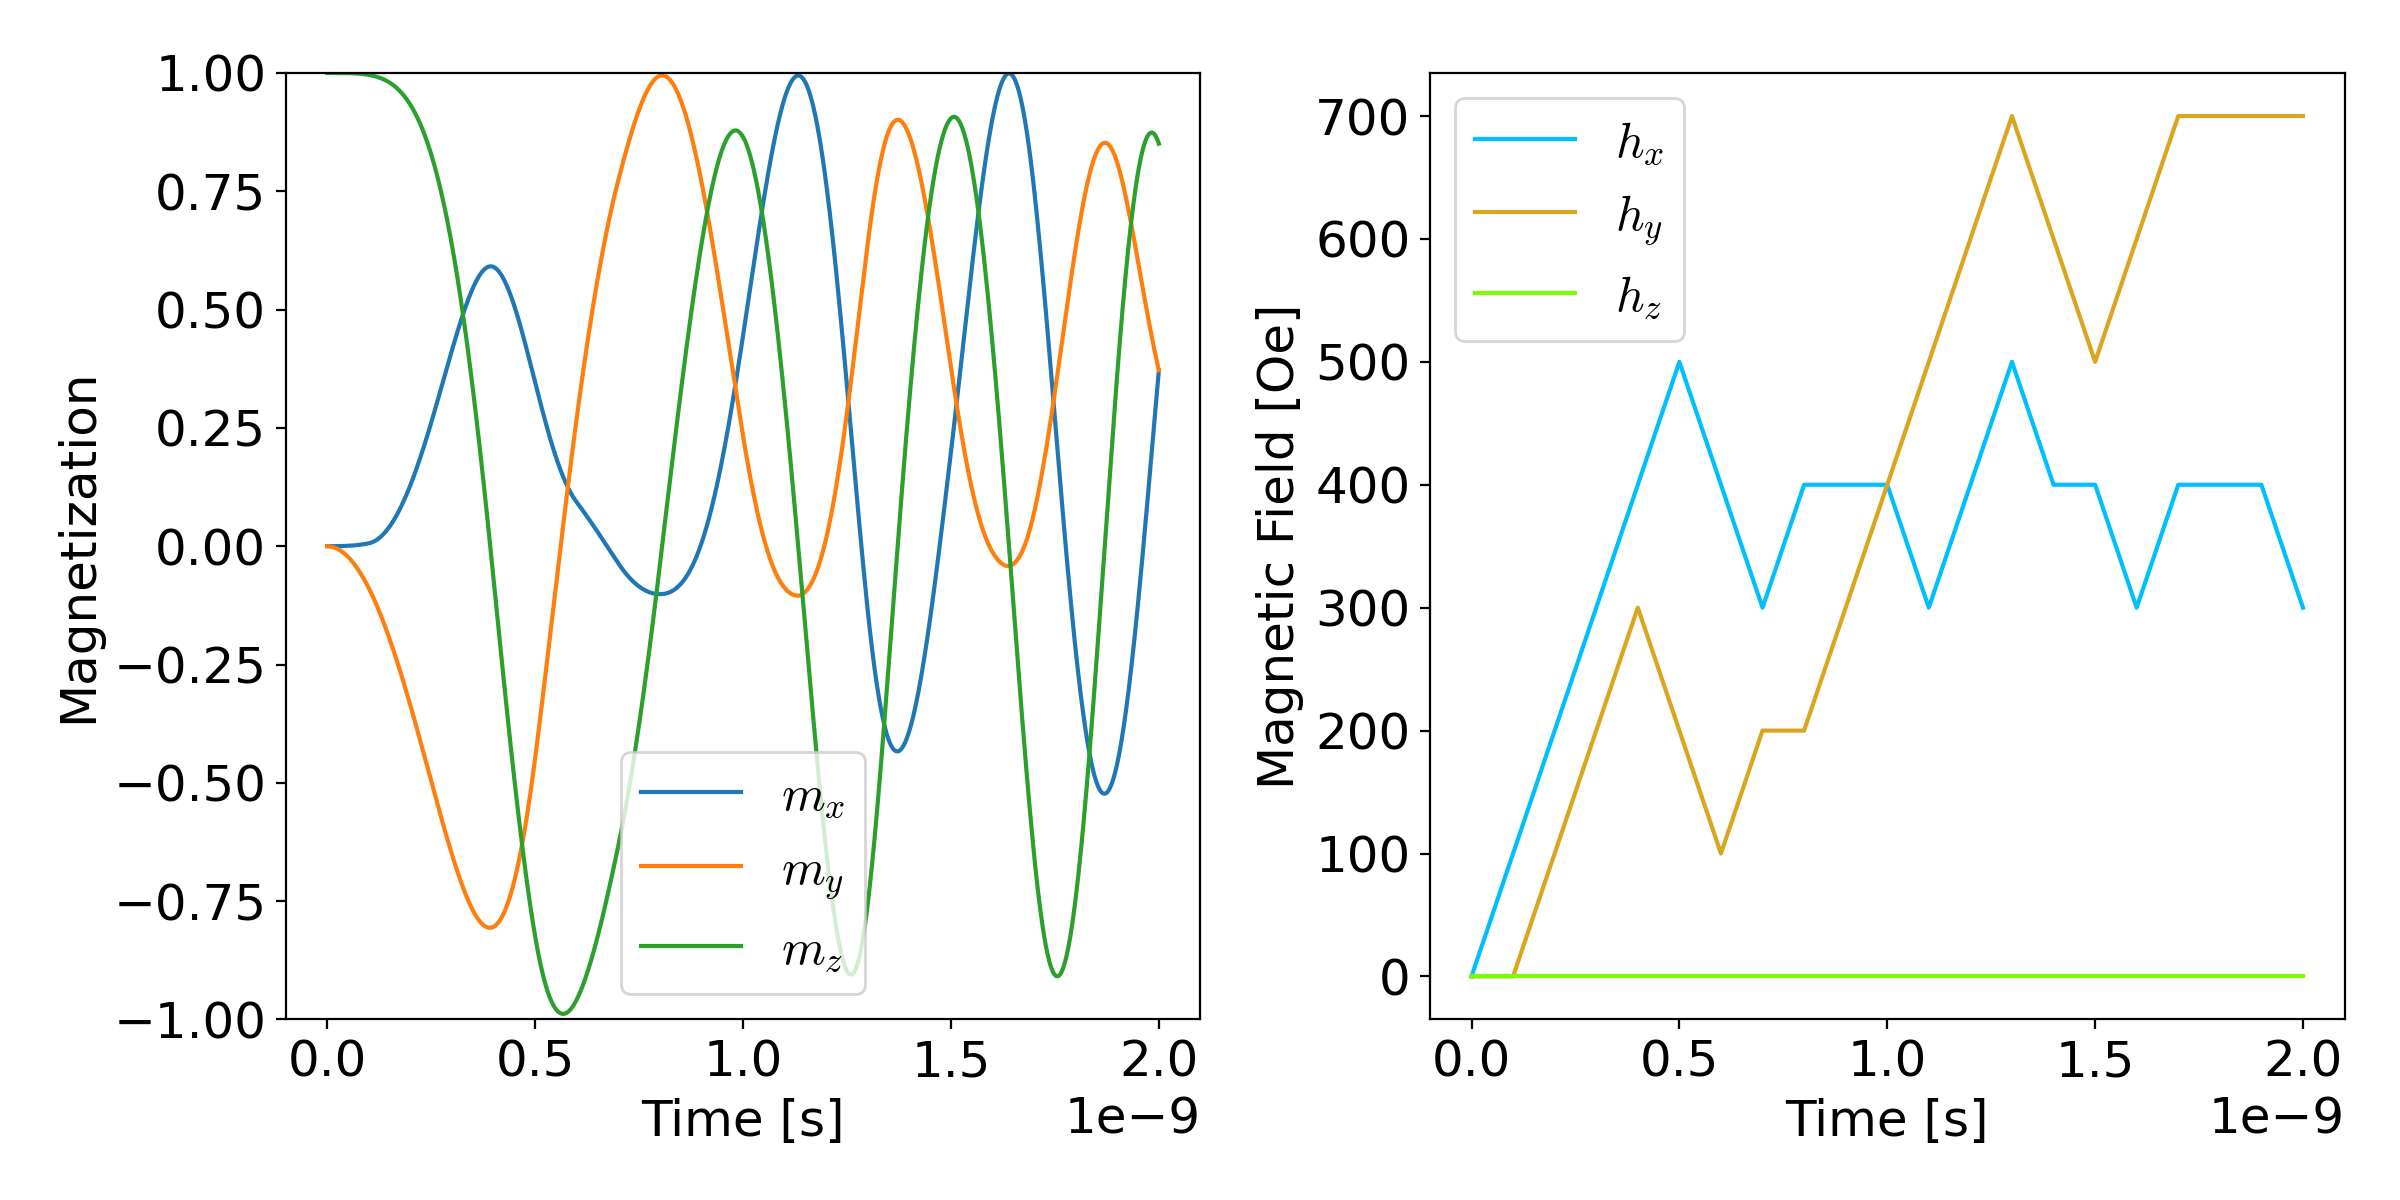 1.00
0.75
0.50
0.25
0.00
−0.25
−0.50
−0.75
−1.00
Magnetization
m_x
m_y
m_z
0.0 0.5 1.0 1.5 2.0
Time [s]
1e−9
700
600
500
400
300
200
100
0
Magnetic Field [Oe]
h_x
h_y
h_z
0.0 0.5 1.0 1.5 2.0
Time [s]
1e−9